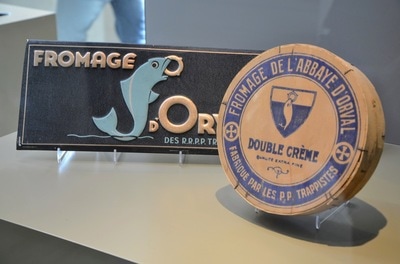 FROMAGE
D'OR
DES R.R.P.P. TR
FROMAGE DE L'ABBAYE D'ORVAL
DOUBLE CRÈME
QUALITÉ EXTRA FINE
FABRIQUÉ PAR LES P.P. TRAPPISTES